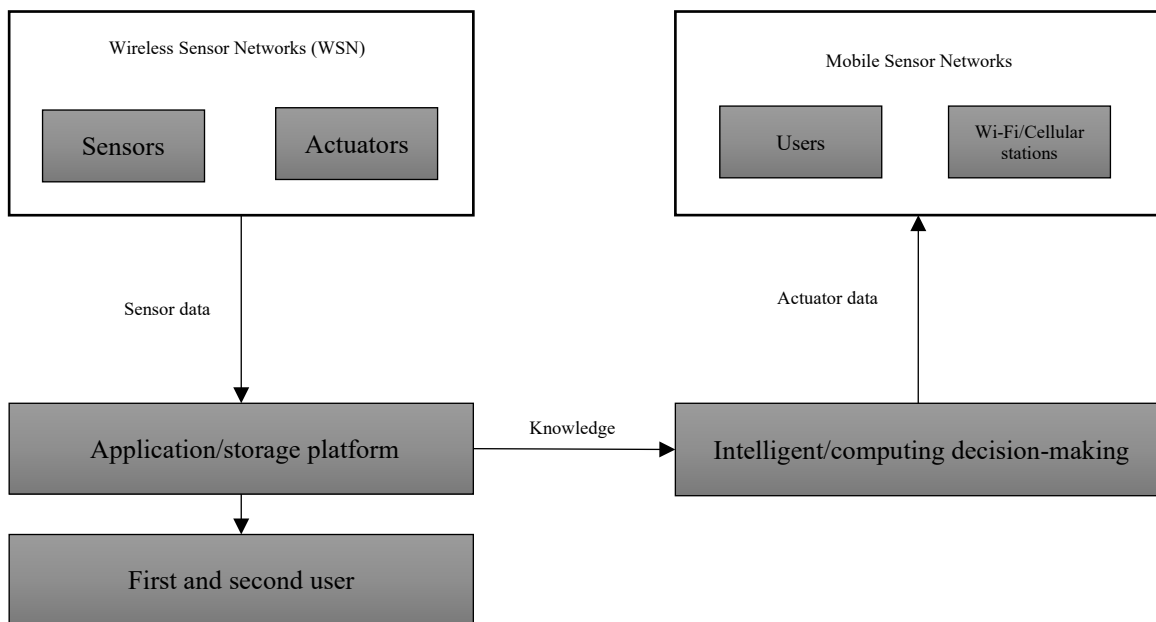 Wireless Sensor Networks (WSN)
Sensors
Actuators
Mobile Sensor Networks
Users
Wi-Fi/Cellular
stations
Sensor data
Actuator data
Application/storage platform
Knowledge
Intelligent/computing decision-making
First and second user